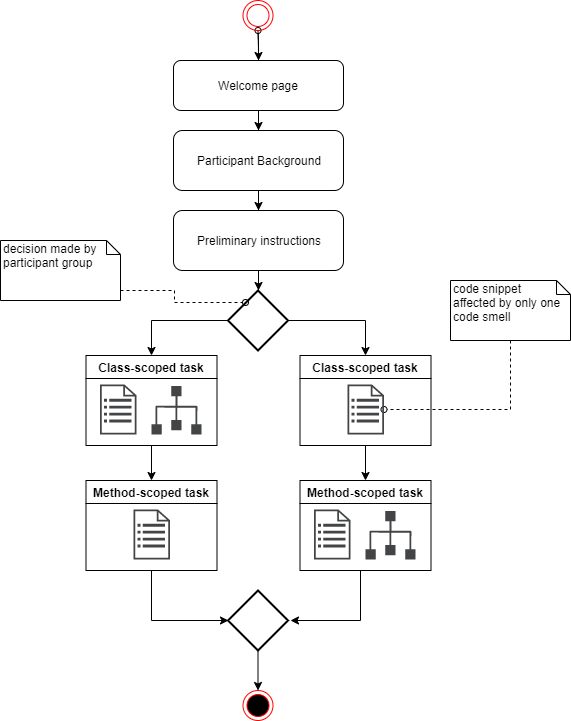 Welcome page
Participant Background
Preliminary instructions
decision made by
participant group
code snippet
affected by only one
code smell
Class-scoped task
Class-scoped task
Method-scoped task
Method-scoped task